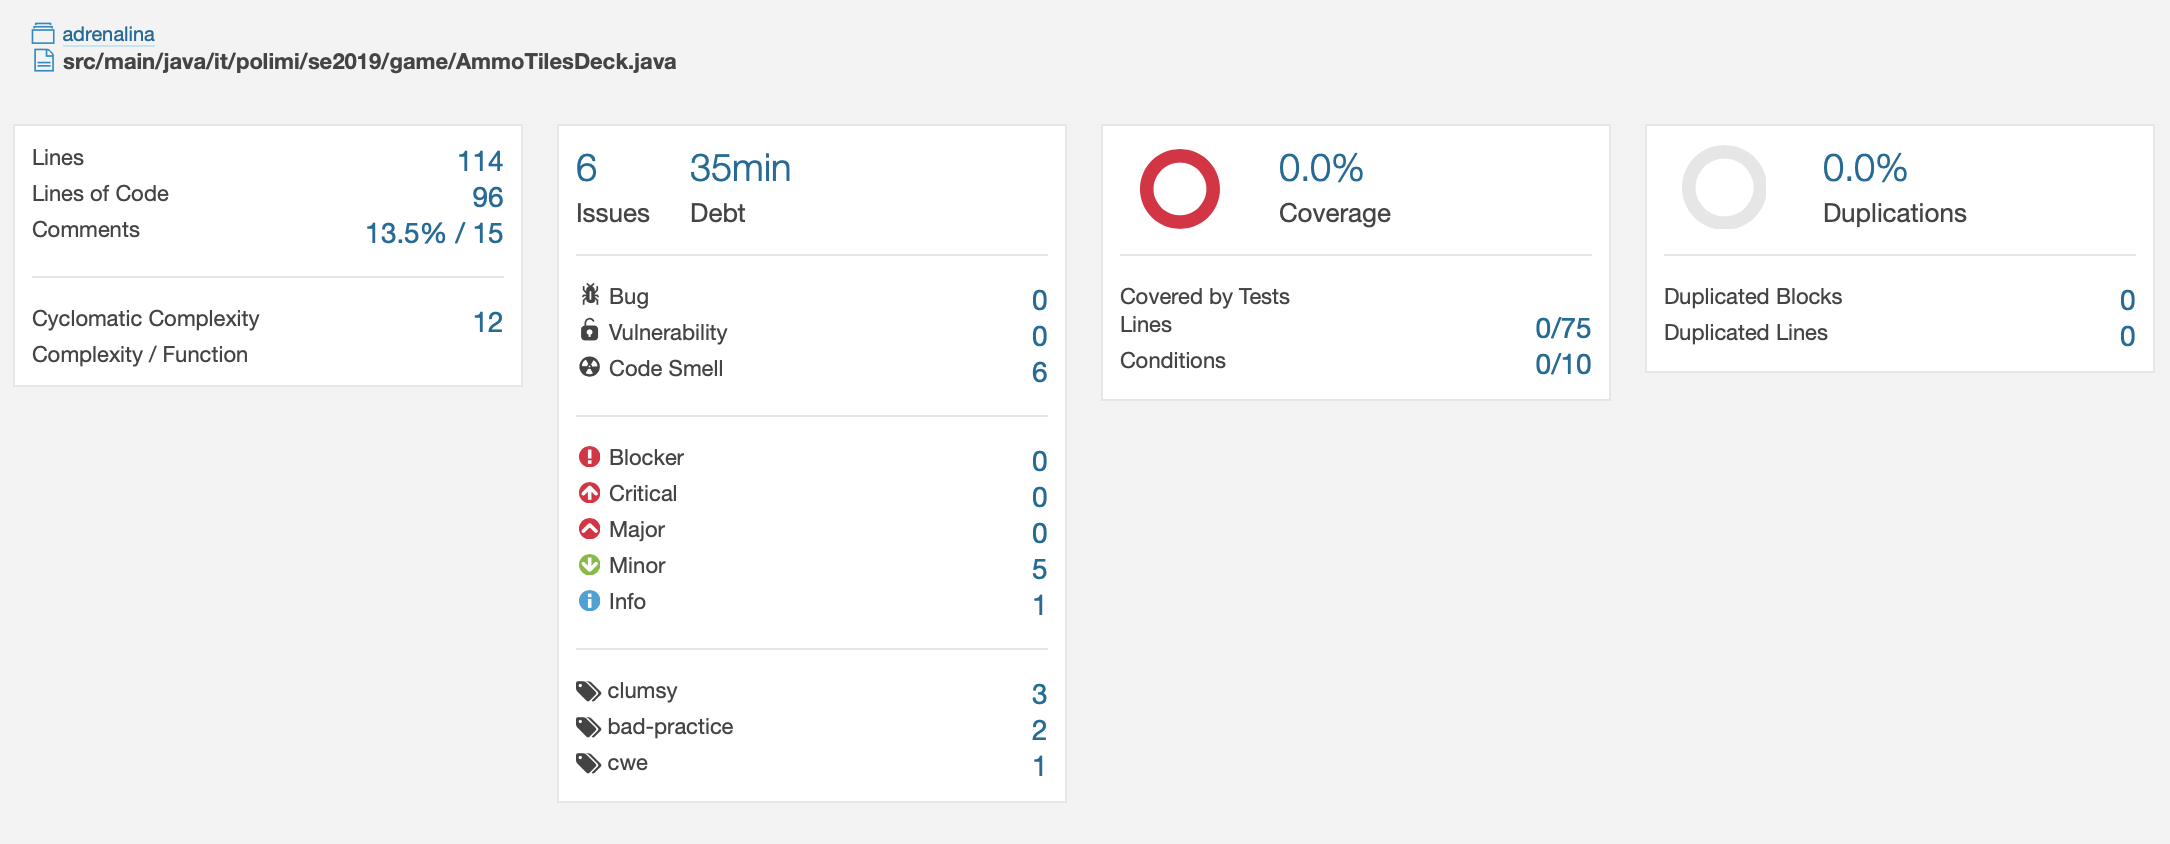 adrenalina
src/main/java/it/polimi/se2019/game/AmmoTilesDeck.java
Lines 114
Lines of Code 96
Comments 13.5% / 15
Cyclomatic Complexity 12
Complexity / Function
6 35min
Issues Debt
Bug 0
Vulnerability 0
Code Smell 6
Blocker 0
Critical 0
Major 0
Minor 5
Info 1
clumsy 3
bad-practice 2
cwe 1
0.0%
Coverage
Covered by Tests
Lines 0/75
Conditions 0/10
0.0%
Duplications
Duplicated Blocks 0
Duplicated Lines 0